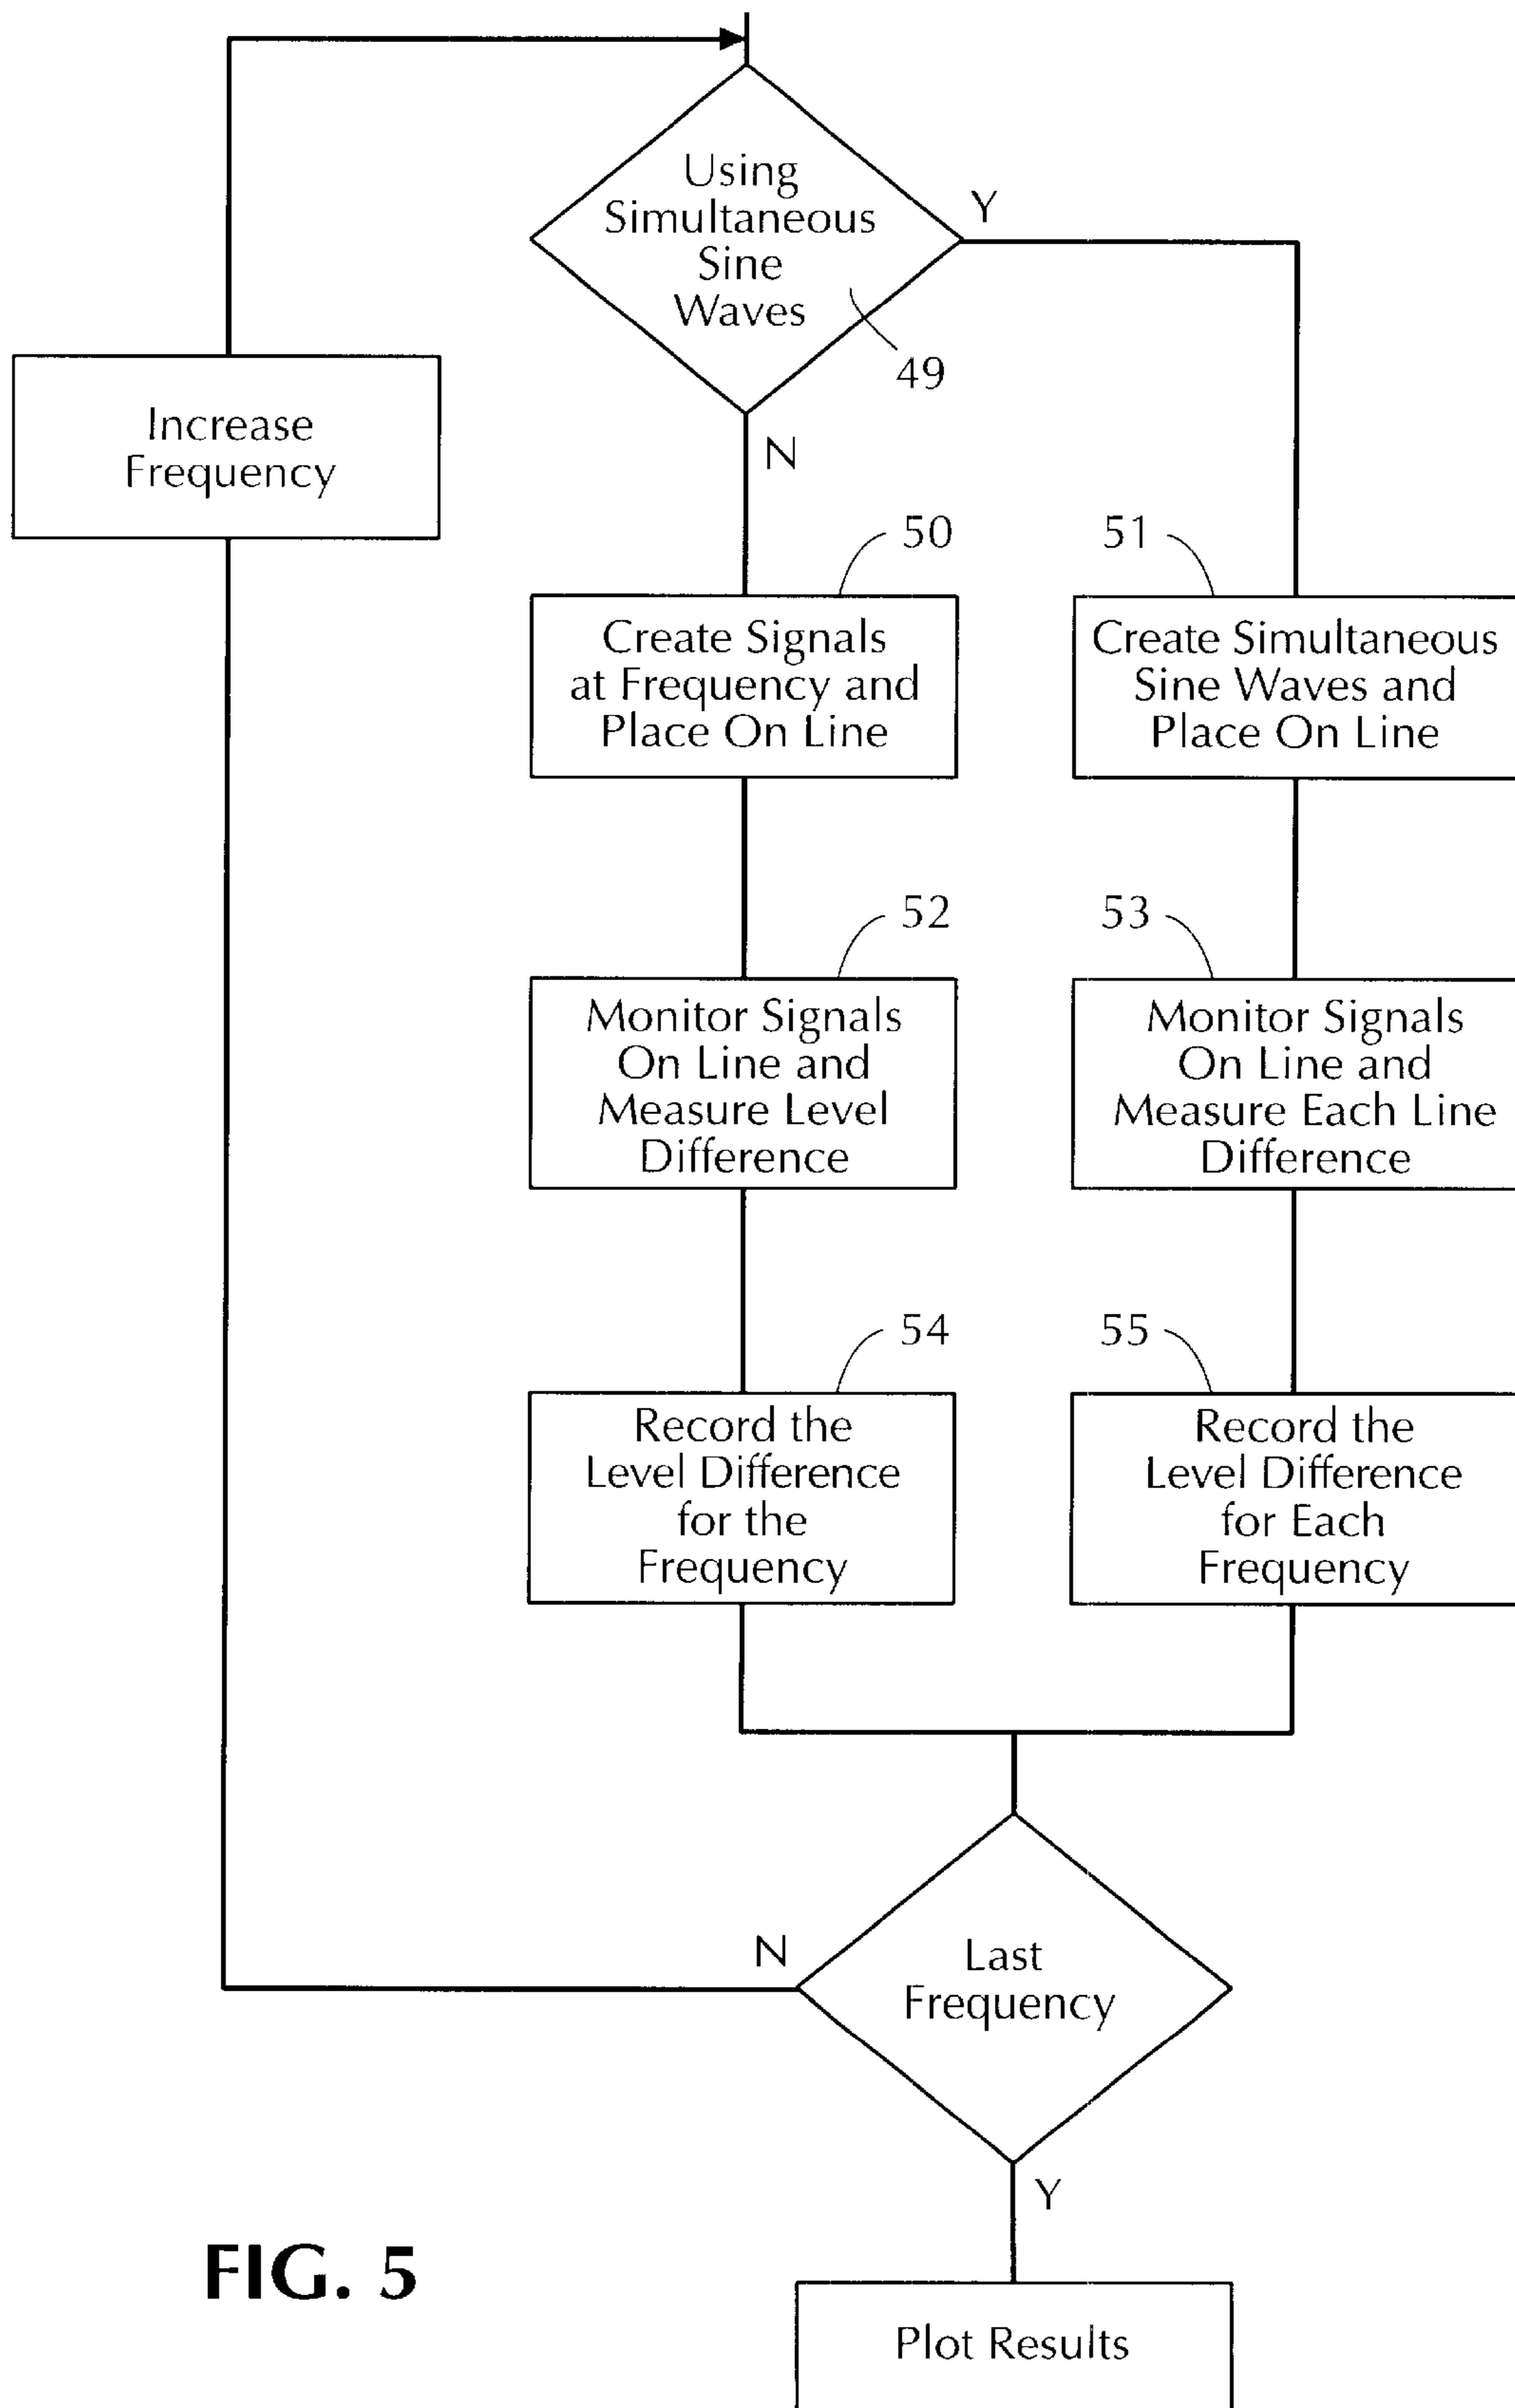 Using
Simultaneous
Sine
Waves
Y
49
N
Increase
Frequency
50
51
Create Signals
at Frequency and
Place On Line
Create Simultaneous
Sine Waves and
Place On Line
52
53
Monitor Signals
On Line and
Measure Level
Difference
Monitor Signals
On Line and
Measure Each Line
Difference
54
55
Record the
Level Difference
for the
Frequency
Record the
Level Difference
for Each
Frequency
N
Last
Frequency
Y
FIG. 5
Plot Results